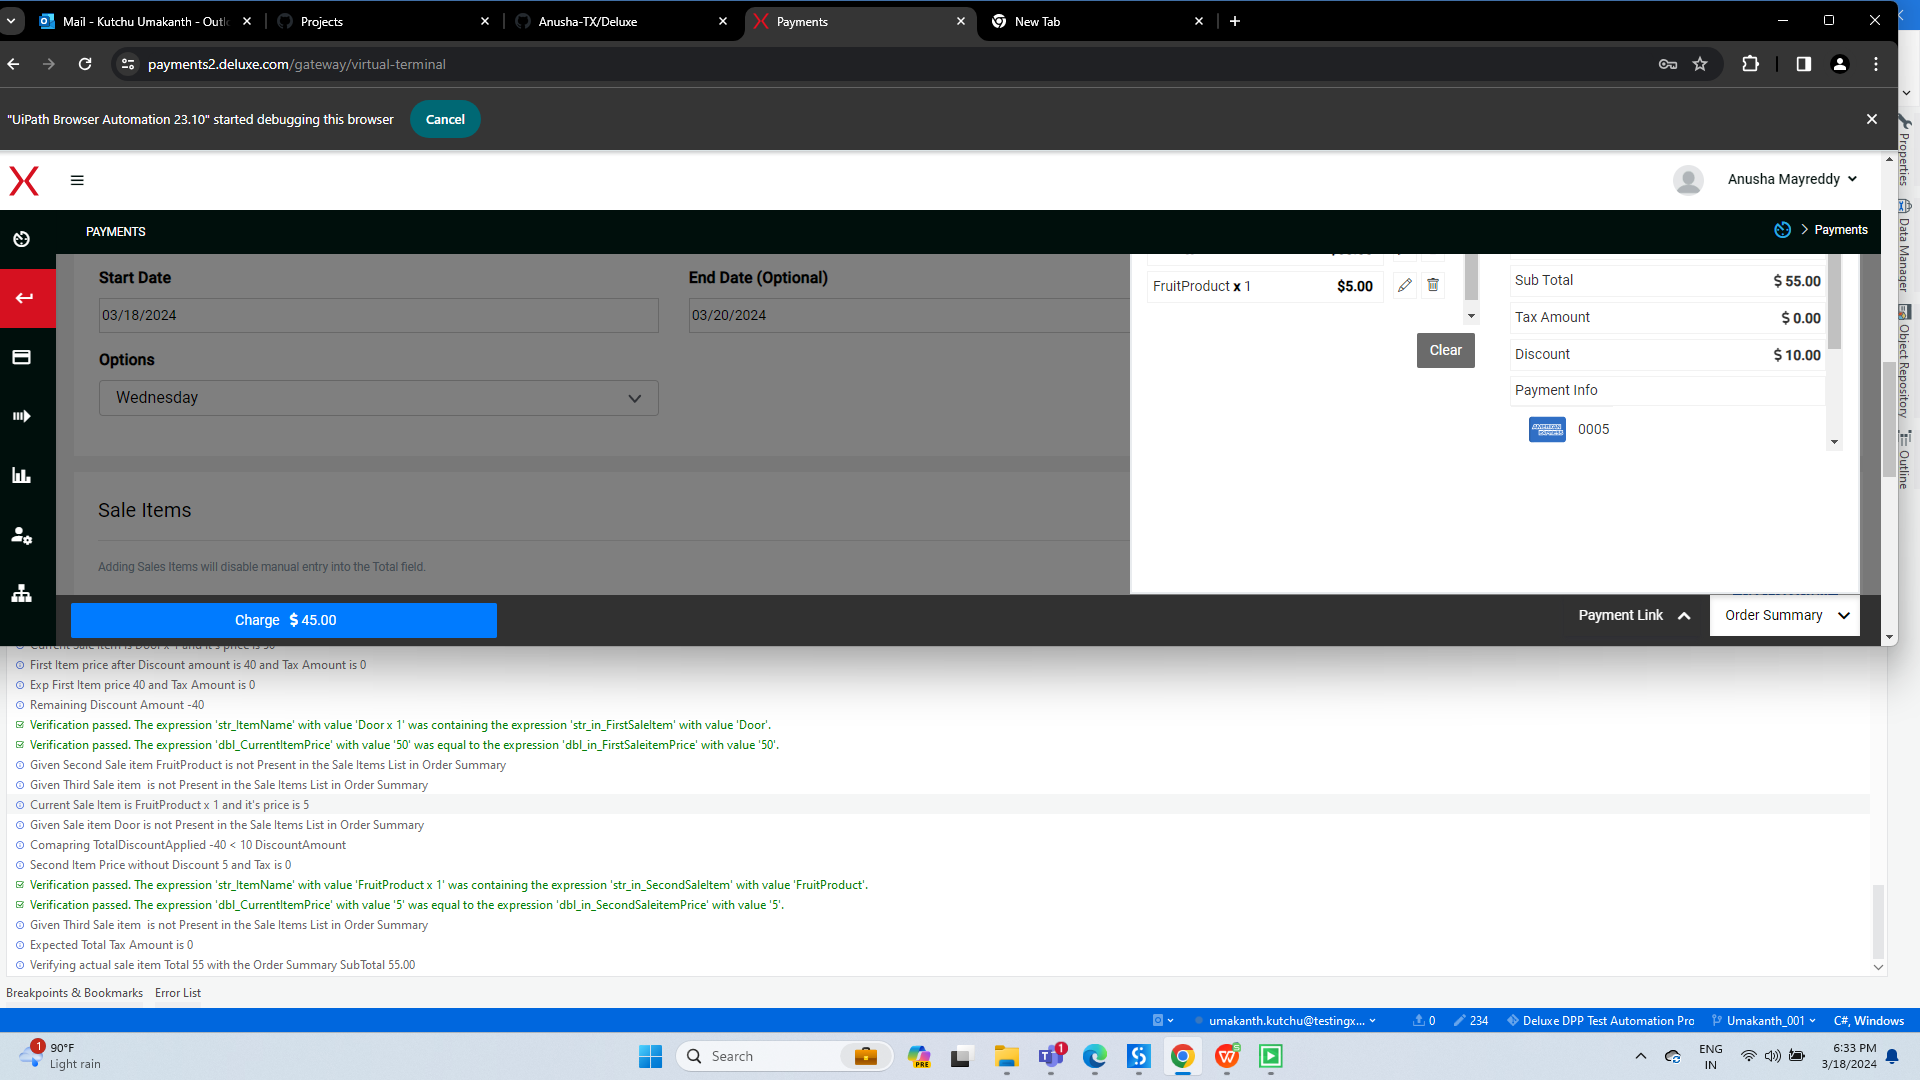 Mail - Kutchu Umakanth - Outl
Projects
Anusha-TX/Deluxe
Payments
New Tab
payments2.deluxe.com/gateway/virtual-terminal
"UiPath Browser Automation 23.10" started debugging this browser
Cancel
Anusha Mayreddy
PAYMENTS
Payments
Start Date
End Date (Optional)
03/18/2024
03/20/2024
Options
Wednesday
Sale Items
Adding Sales Items will disable manual entry into the Total field.
FruitProduct x 1
$5.00
Clear
Sub Total
$ 55.00
Tax Amount
$ 0.00
Discount
$ 10.00
Payment Info
AMERICAN EXPRESS
0005
Charge $ 45.00
Payment Link
Order Summary
Properties
Data Manager
Object Repository
Outline
Current Sale Item is Door x 1 and it's price is 50
First Item price after Discount amount is 40 and Tax Amount is 0
Exp First Item price 40 and Tax Amount is 0
Remaining Discount Amount -40
Verification passed. The expression 'str_ItemName' with value 'Door x 1' was containing the expression 'str_in_FirstSaleItem' with value 'Door'.
Verification passed. The expression 'dbl_CurrentItemPrice' with value '50' was equal to the expression 'dbl_in_FirstSaleitemPrice' with value '50'.
Given Second Sale item FruitProduct is not Present in the Sale Items List in Order Summary
Given Third Sale item is not Present in the Sale Items List in Order Summary
Current Sale Item is FruitProduct x 1 and it's price is 5
Given Sale item Door is not Present in the Sale Items List in Order Summary
Comapring TotalDiscountApplied -40 < 10 DiscountAmount
Second Item Price without Discount 5 and Tax is 0
Verification passed. The expression 'str_ItemName' with value 'FruitProduct x 1' was containing the expression 'str_in_SecondSaleItem' with value 'FruitProduct'.
Verification passed. The expression 'dbl_CurrentItemPrice' with value '5' was equal to the expression 'dbl_in_SecondSaleitemPrice' with value '5'.
Given Third Sale item is not Present in the Sale Items List in Order Summary
Expected Total Tax Amount is 0
Verifying actual sale item Total 55 with the Order Summary SubTotal 55.00
Breakpoints & Bookmarks
Error List
umakanth.kutchu@testingx...
0
234
Deluxe DPP Test Automation Pro
Umakanth_001
C#, Windows
1
90°F
Light rain
Search
PRE
1
ENG
IN
6:33 PM
3/18/2024